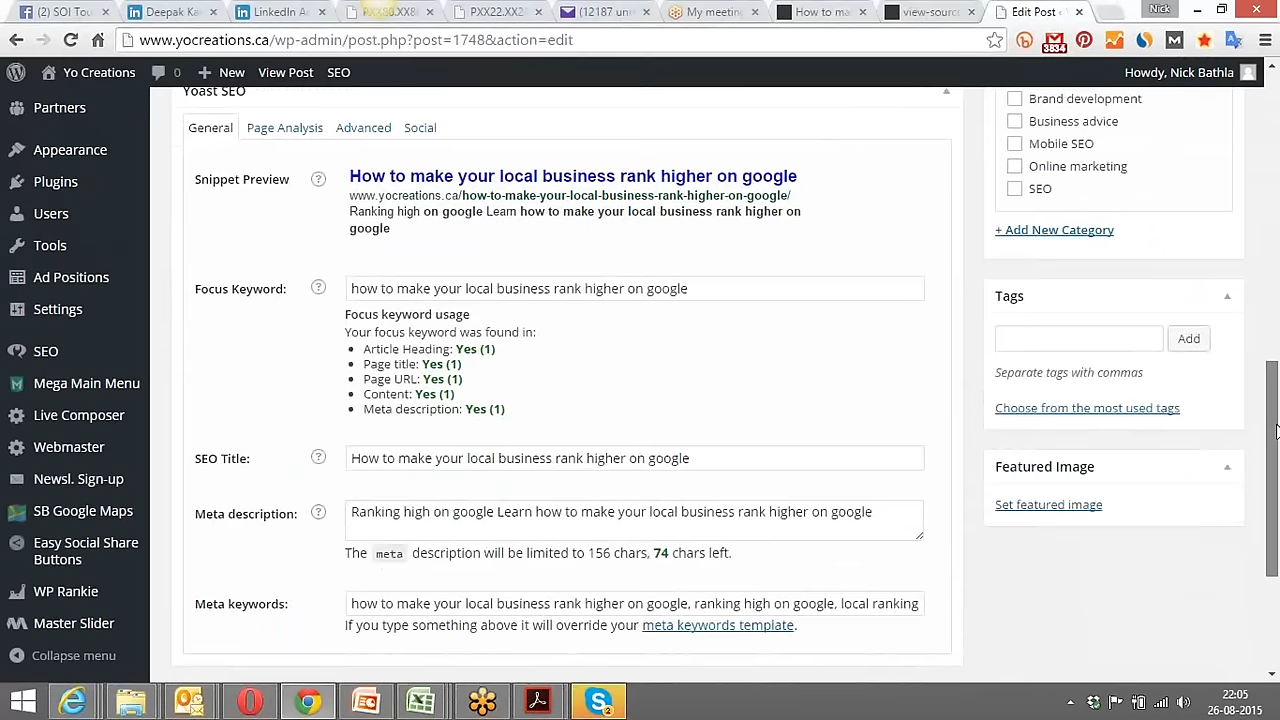 (2) SOI Tou
Deepak Ka
LinkedIn A
PXX22.XX2
(12187 un
My meetin
How to ma
view-sourc
Edit Post ‹
Nick
www.yocreations.ca/wp-admin/post.php?post=1748&action=edit
3834
Yo Creations
0
New
View Post
SEO
Howdy, Nick Bathla
Partners
Appearance
Plugins
Users
Tools
Ad Positions
Settings
SEO
Mega Main Menu
Live Composer
Webmaster
Newsl. Sign-up
SB Google Maps
Easy Social Share
Buttons
WP Rankie
Master Slider
Collapse menu
Yoast SEO
General
Page Analysis
Advanced
Social
Snippet Preview
?
How to make your local business rank higher on google
www.yocreations.ca/how-to-make-your-local-business-rank-higher-on-google/
Ranking high on google Learn how to make your local business rank higher on
google
Focus Keyword:
?
how to make your local business rank higher on google
Focus keyword usage
Your focus keyword was found in:
• Article Heading: Yes (1)
• Page title: Yes (1)
• Page URL: Yes (1)
• Content: Yes (1)
• Meta description: Yes (1)
SEO Title:
?
How to make your local business rank higher on google
Meta description:
?
Ranking high on google Learn how to make your local business rank higher on google
The meta description will be limited to 156 chars, 74 chars left.
Meta keywords:
how to make your local business rank higher on google, ranking high on google, local ranking
If you type something above it will override your meta keywords template.
Brand development
Business advice
Mobile SEO
Online marketing
SEO
+ Add New Category
Tags
Add
Separate tags with commas
Choose from the most used tags
Featured Image
Set featured image
2
22:05
26-08-2015